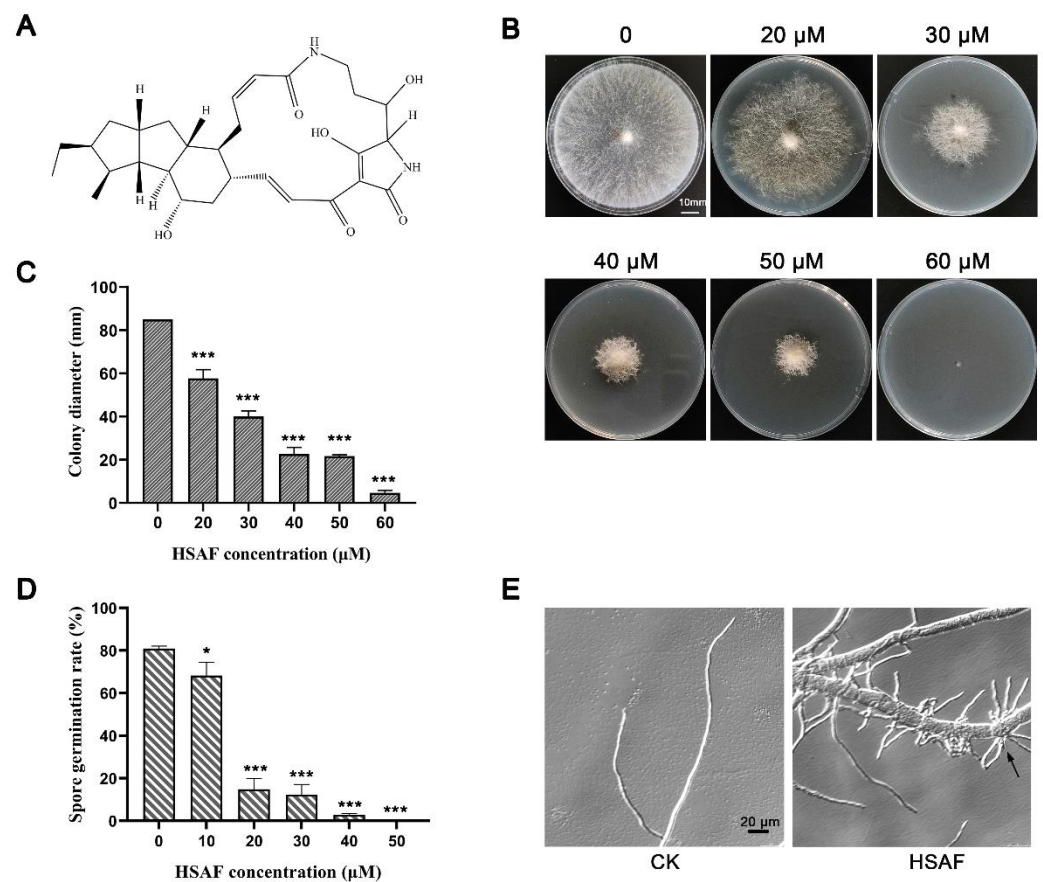 A
H
N
OH
H
H
O
HO
H
NH
H
H
O
O
HO
B
0
20 µM
30 µM
10mm
40 µM
50 µM
60 µM
C
Colony diameter (mm)
100
80
60
40
20
0
***
***
***
***
***
0 20 30 40 50 60
HSAF concentration (µM)
D
Spore germination rate (%)
100
80
60
40
20
0
*
***
***
***
***
0 10 20 30 40 50
HSAF concentration (µM)
E
20 µm
CK
HSAF